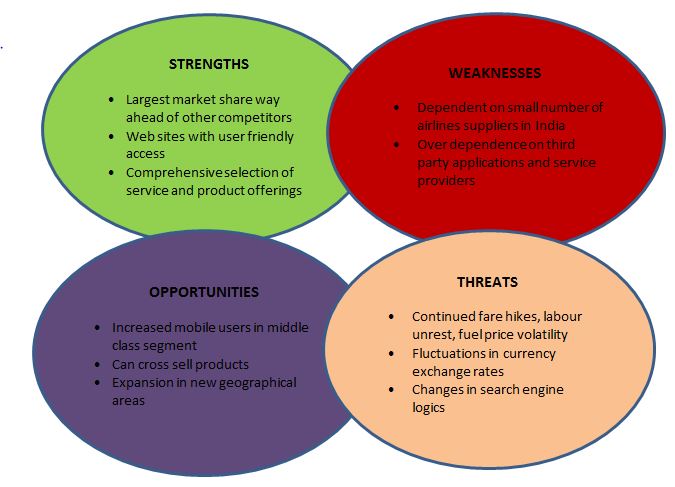 STRENGTHS
• Largest market share way
ahead of other competitors
• Web sites with user friendly
access
• Comprehensive selection of
service and product offerings
WEAKNESSES
• Dependent on small number of
airlines suppliers in India
• Over dependence on third
party applications and service
providers
OPPORTUNITIES
• Increased mobile users in middle
class segment
• Can cross sell products
• Expansion in new geographical
areas
THREATS
• Continued fare hikes, labour
unrest, fuel price volatility
• Fluctuations in currency
exchange rates
• Changes in search engine
logics